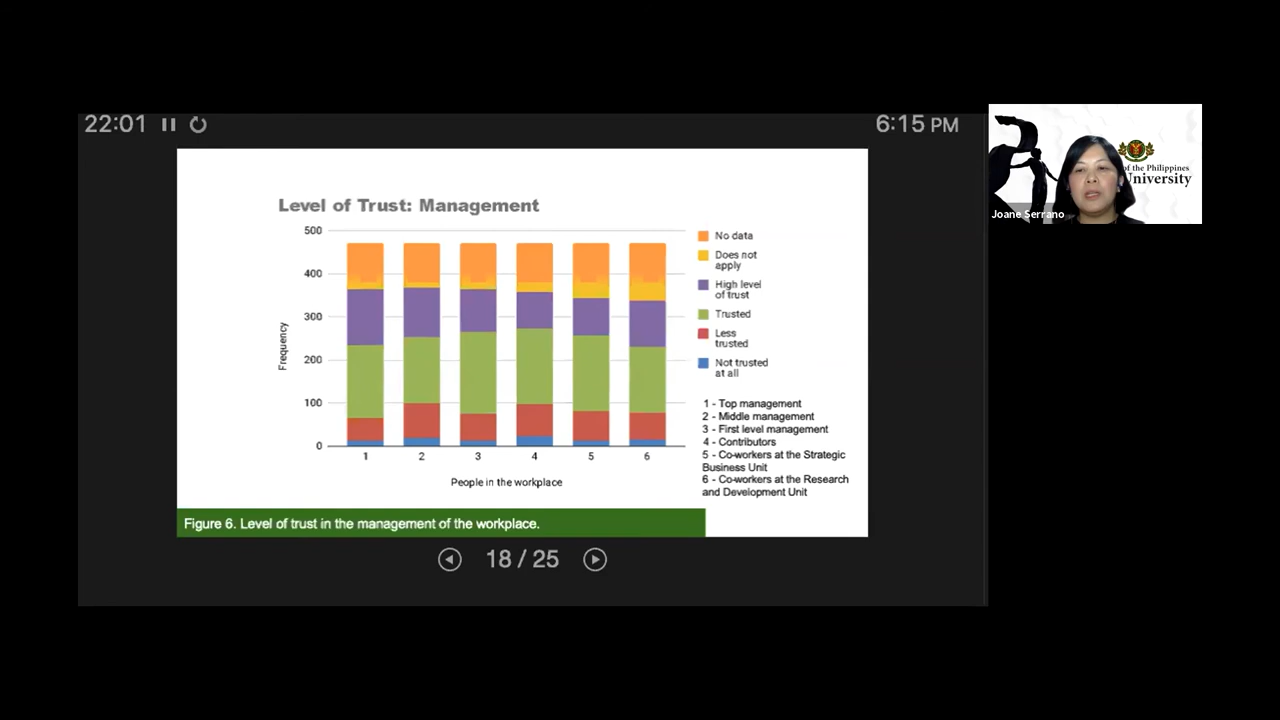 22:01
6:15 PM
Level of Trust: Management
500
400
300
200
100
0
Frequency
1 2 3 4 5 6
People in the workplace
No data
Does not
apply
High level
of trust
Trusted
Less
trusted
Not trusted
at all
1 - Top management
2 - Middle management
3 - First level management
4 - Contributors
5 - Co-workers at the Strategic
Business Unit
6 - Co-workers at the Research
and Development Unit
Figure 6. Level of trust in the management of the workplace.
18 / 25
of the Philippines
University
Joane Serrano